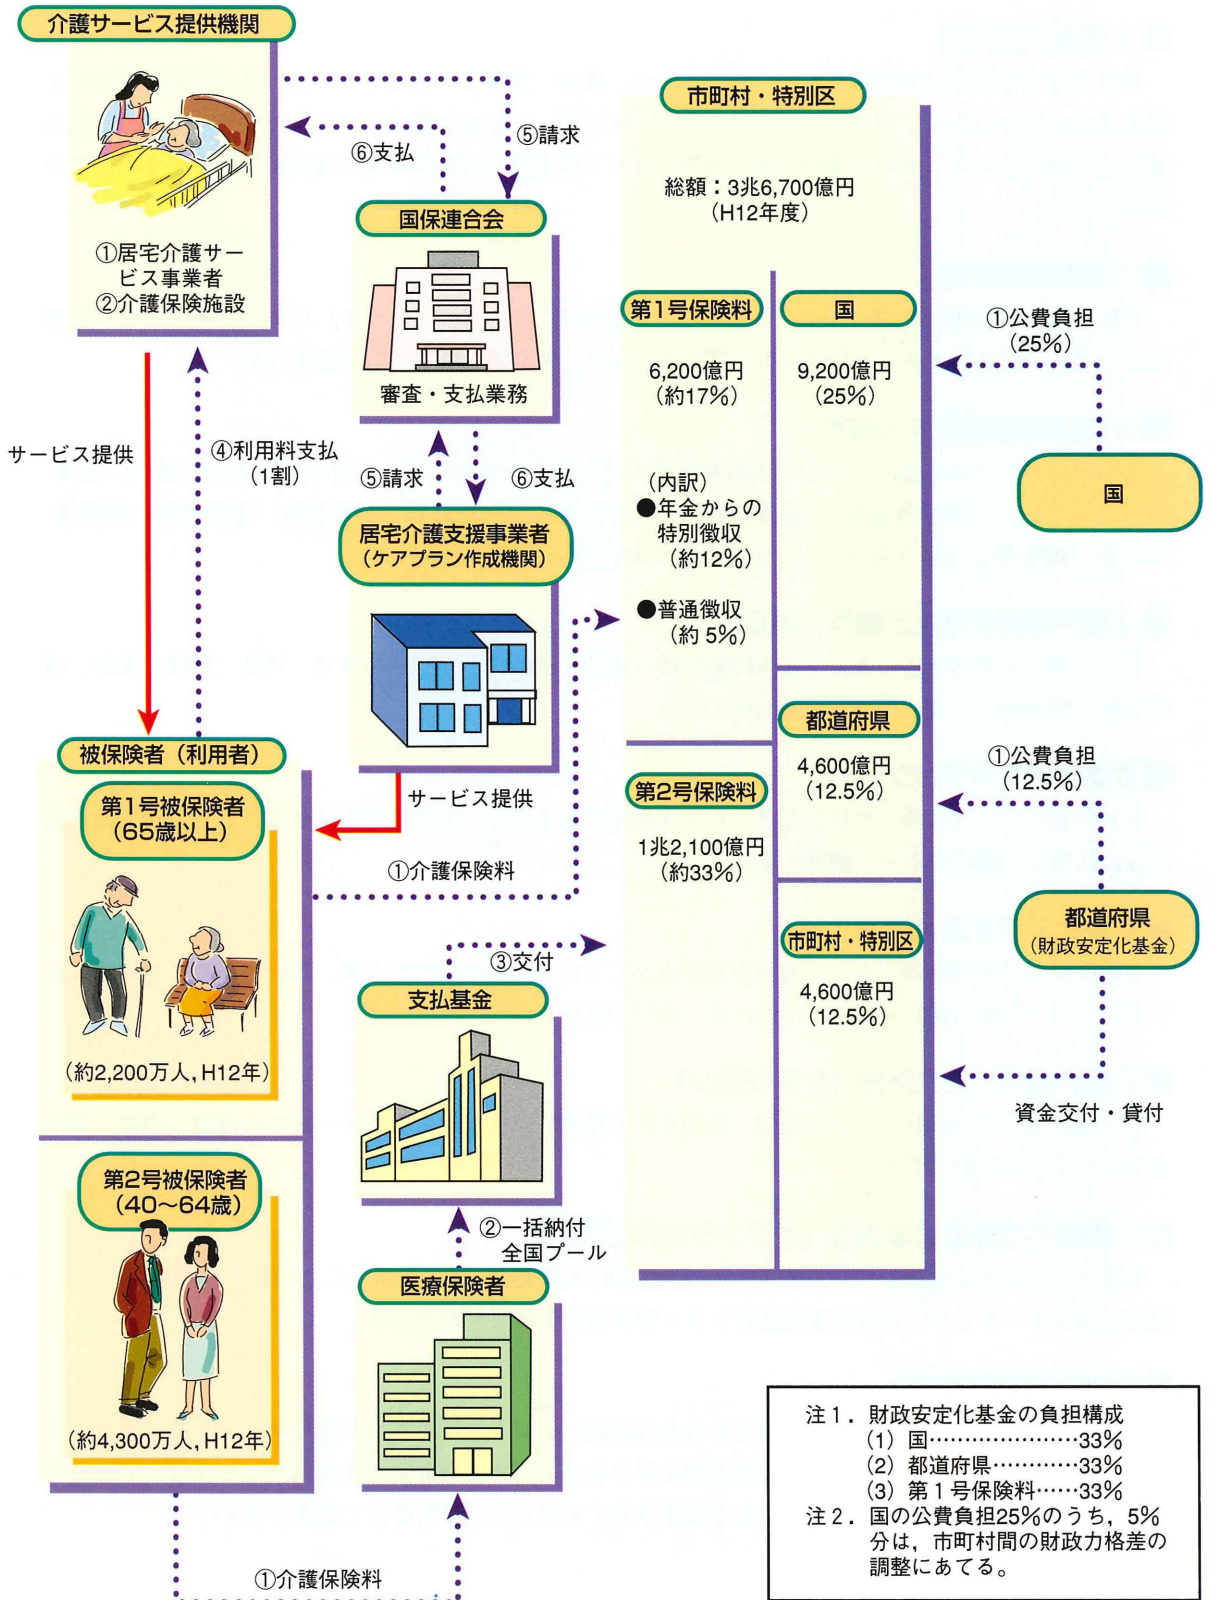 介護サービス提供機関
①居宅介護サー
ビス事業者
②介護保険施設
⑤請求
⑥支払
国保連合会
審査・支払業務
サービス提供
④利用料支払
(1割)
⑤請求
⑥支払
居宅介護支援事業者
(ケアプラン作成機関)
サービス提供
被保険者(利用者)
第1号被保険者
(65歳以上)
(約2,200万人,H12年)
第2号被保険者
(40〜64歳)
(約4,300万人,H12年)
①介護保険料
①介護保険料
③交付
支払基金
②一括納付
全国プール
医療保険者
市町村・特別区
総額:3兆6,700億円
(H12年度)
第1号保険料
6,200億円
(約17%)
(内訳)
●年金からの
特別徴収
(約12%)
●普通徴収
(約 5%)
第2号保険料
1兆2,100億円
(約33%)
国
9,200億円
(25%)
都道府県
4,600億円
(12.5%)
市町村・特別区
4,600億円
(12.5%)
①公費負担
(25%)
国
①公費負担
(12.5%)
都道府県
(財政安定化基金)
資金交付・貸付
注1.財政安定化基金の負担構成
(1)国…………………33%
(2)都道府県…………33%
(3)第1号保険料……33%
注2.国の公費負担25%のうち,5%
分は,市町村間の財政力格差の
調整にあてる。